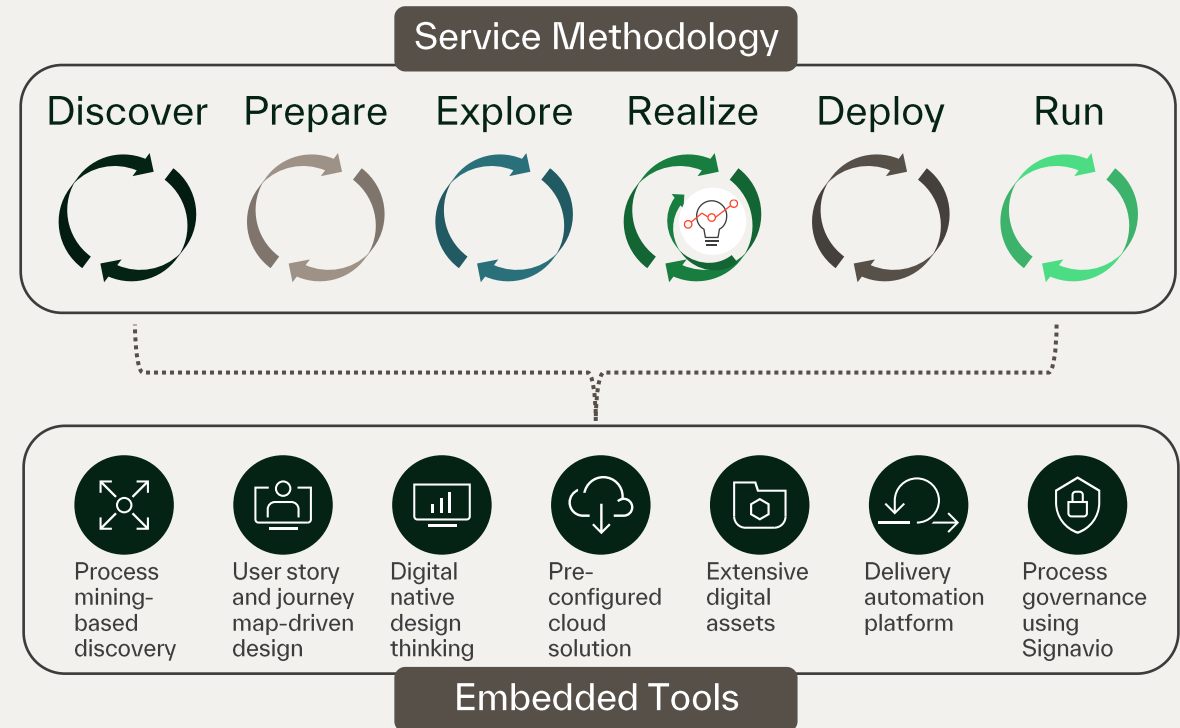 Service Methodology
Discover
Prepare
Explore
Realize
Deploy
Run
Process
mining-
based
discovery
User story
and journey
map-driven
design
Digital
native
design
thinking
Pre-
configured
cloud
solution
Extensive
digital
assets
Delivery
automation
platform
Process
governance
using
Signavio
Embedded Tools